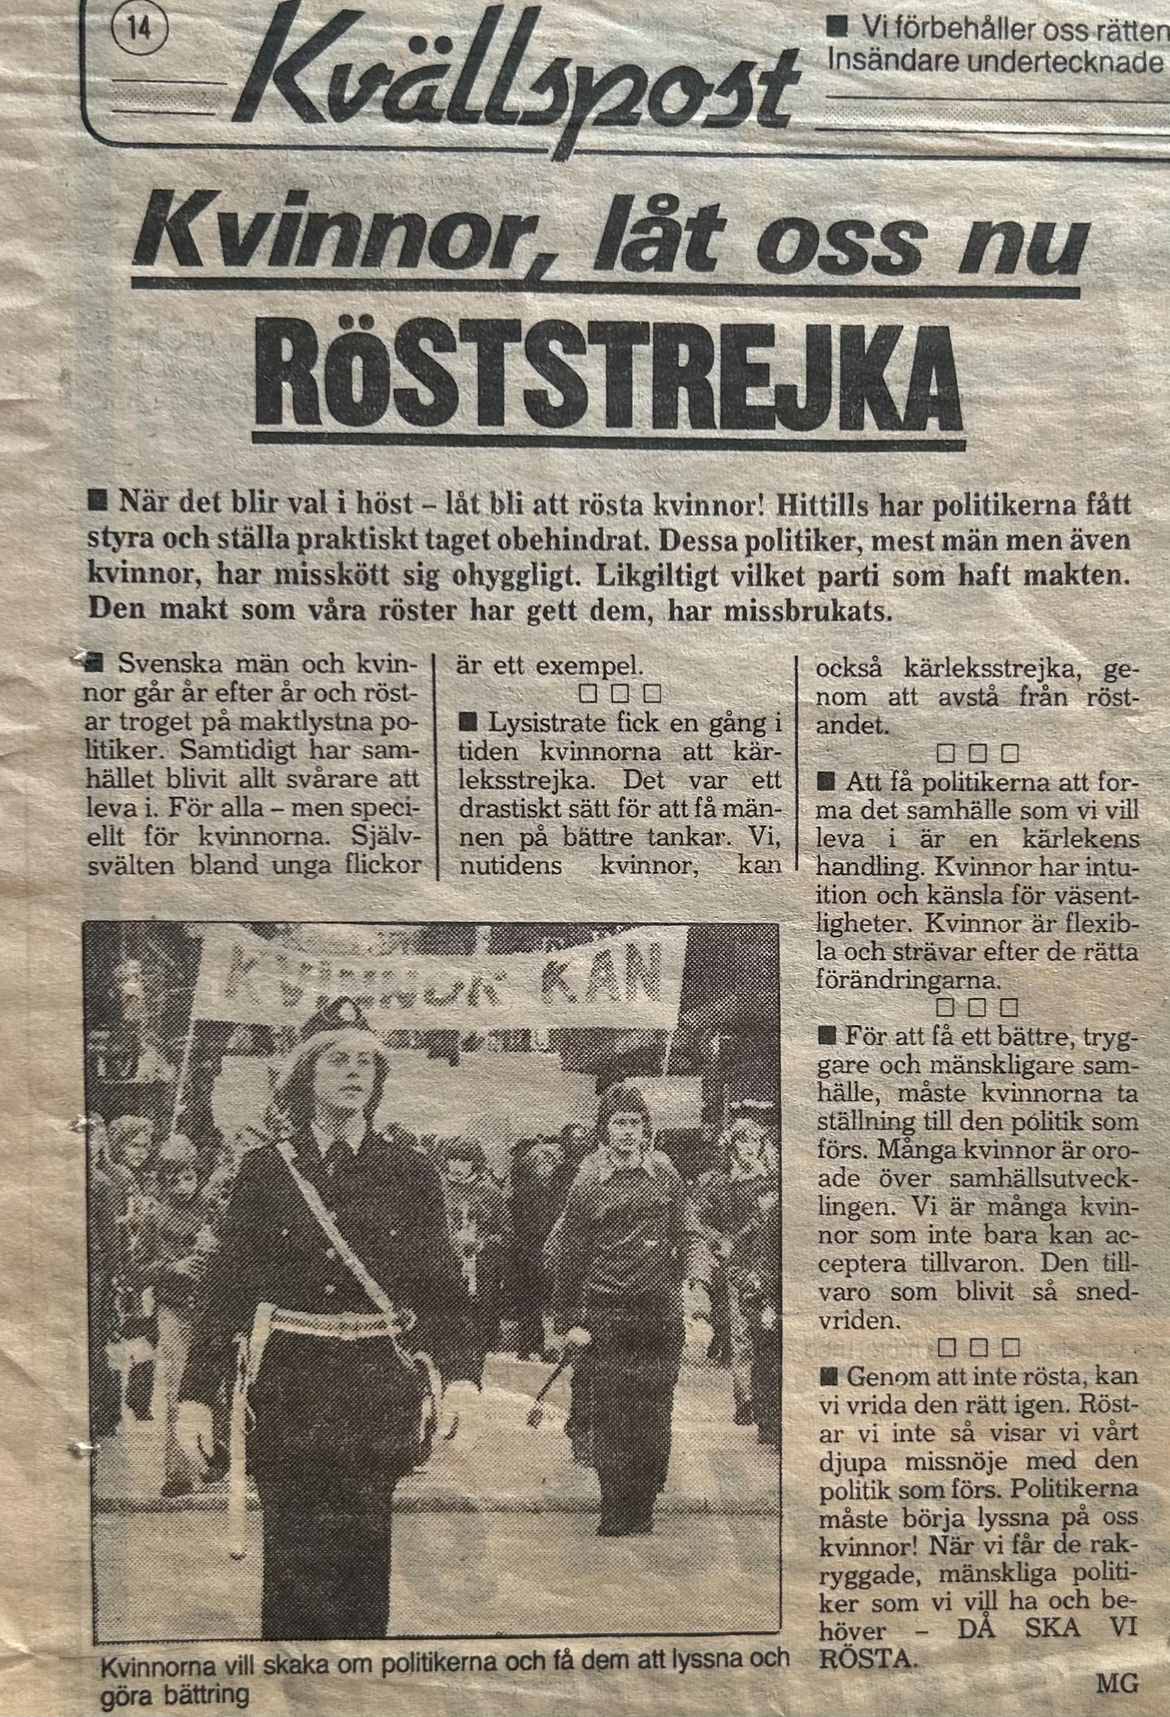 14
Kvällspost
■ Vi förbehåller oss rätten
Insändare undertecknade
Kvinnor, låt oss nu
RÖSTSTREJKA
■ När det blir val i höst – låt bli att rösta kvinnor! Hittills har politikerna fått
styra och ställa praktiskt taget obehindrat. Dessa politiker, mest män men även
kvinnor, har misskött sig ohyggligt. Likgiltigt vilket parti som haft makten.
Den makt som våra röster har gett dem, har missbrukats.
■ Svenska män och kvin-
nor går år efter år och röst-
ar troget på maktlystna po-
litiker. Samtidigt har sam-
hället blivit allt svårare att
leva i. För alla – men speci-
ellt för kvinnorna. Själv-
svälten bland unga flickor
är ett exempel.
□ □ □
■ Lysistrate fick en gång i
tiden kvinnorna att kär-
leksstrejka. Det var ett
drastiskt sätt för att få män-
nen på bättre tankar. Vi,
nutidens kvinnor, kan
också kärleksstrejka, ge-
nom att avstå från röst-
andet.
□ □ □
■ Att få politikerna att for-
ma det samhälle som vi vill
leva i är en kärlekens
handling. Kvinnor har intu-
ition och känsla för väsent-
ligheter. Kvinnor är flexib-
la och strävar efter de rätta
förändringarna.
□ □ □
■ För att få ett bättre, tryg-
gare och mänskligare sam-
hälle, måste kvinnorna ta
ställning till den politik som
förs. Många kvinnor är oro-
ade över samhällsutveck-
lingen. Vi är många kvin-
nor som inte bara kan ac-
ceptera tillvaron. Den till-
varo som blivit så sned-
vriden.
□ □ □
■ Genom att inte rösta, kan
vi vrida den rätt igen. Röst-
ar vi inte så visar vi vårt
djupa missnöje med den
politik som förs. Politikerna
måste börja lyssna på oss
kvinnor! När vi får de rak-
ryggade, mänskliga politi-
ker som vi vill ha och be-
höver – DÅ SKA VI
RÖSTA.
MG
KVINNOR KAN
Kvinnorna vill skaka om politikerna och få dem att lyssna och
göra bättring